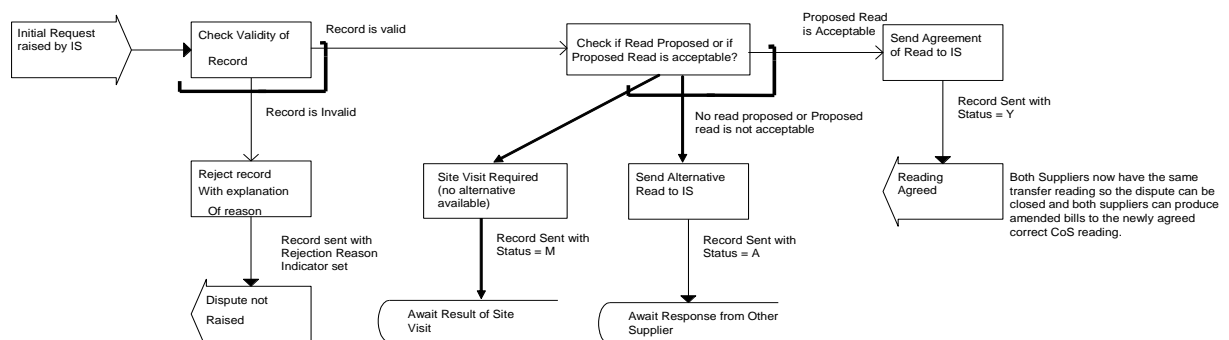 Initial Request
raised by IS
Check Validity of
Record
Record is valid
Check if Read Proposed or if
Proposed Read is acceptable?
Proposed Read
is Acceptable
Send Agreement
of Read to IS
Record is Invalid
No read proposed or Proposed
read is not acceptable
Record Sent with
Status = Y
Reject record
With explanation
Of reason
Site Visit Required
(no alternative
available)
Send Alternative
Read to IS
Reading
Agreed
Both Suppliers now have the same
transfer reading so the dispute can be
closed and both suppliers can produce
amended bills to the newly agreed
correct CoS reading.
Record sent with
Rejection Reason
Indicator set
Record Sent with
Status = M
Record Sent with
Status = A
Dispute not
Raised
Await Result of Site
Visit
Await Response from Other
Supplier